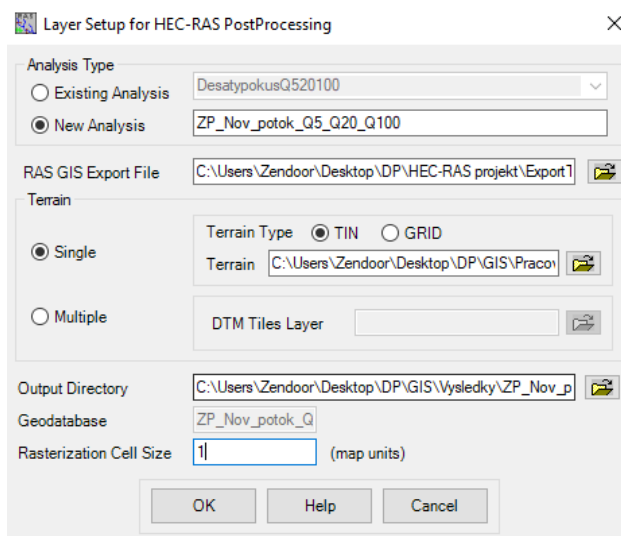 Layer Setup for HEC-RAS PostProcessing
Analysis Type
Existing Analysis DesatypokusQ520100
New Analysis ZP_Nov_potok_Q5_Q20_Q100
RAS GIS Export File C:\Users\Zendoor\Desktop\DP\HEC-RAS projekt\Export
Terrain
Single
Terrain Type TIN GRID
Terrain C:\Users\Zendoor\Desktop\DP\GIS\Pracov
Multiple
DTM Tiles Layer
Output Directory C:\Users\Zendoor\Desktop\DP\GIS\Vysledky\ZP_Nov_p
Geodatabase ZP_Nov_potok_Q
Rasterization Cell Size 1 (map units)
OK Help Cancel